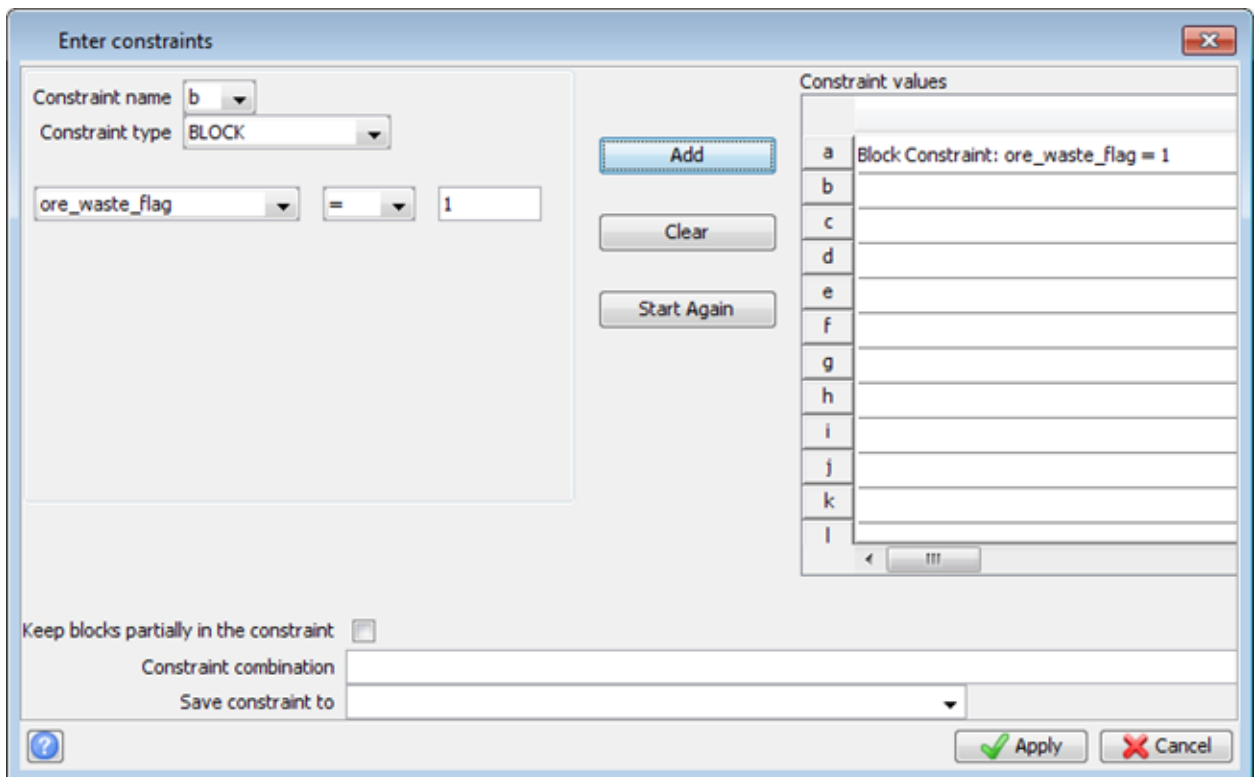 Enter constraints
Constraint name b
Constraint type BLOCK
ore_waste_flag = 1
Add
Clear
Start Again
Constraint values
a Block Constraint: ore_waste_flag = 1
b
c
d
e
f
g
h
i
j
k
l
Keep blocks partially in the constraint
Constraint combination
Save constraint to
Apply Cancel